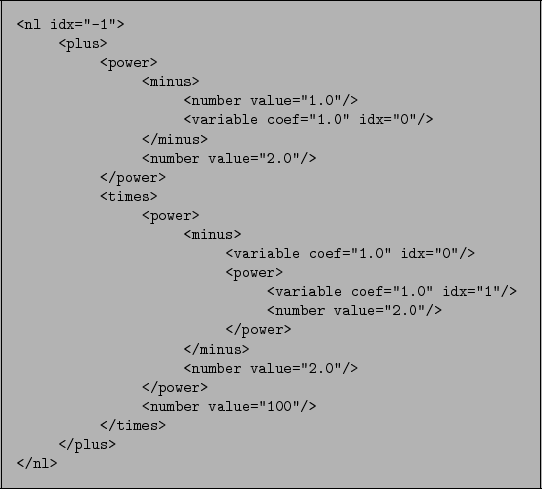 <nl idx="-1">
<plus>
<power>
<minus>
<number value="1.0"/>
<variable coef="1.0" idx="0"/>
</minus>
<number value="2.0"/>
</power>
<times>
<power>
<minus>
<variable coef="1.0" idx="0"/>
<power>
<variable coef="1.0" idx="1"/>
<number value="2.0"/>
</power>
</minus>
<number value="2.0"/>
</power>
<number value="100"/>
</times>
</plus>
</nl>